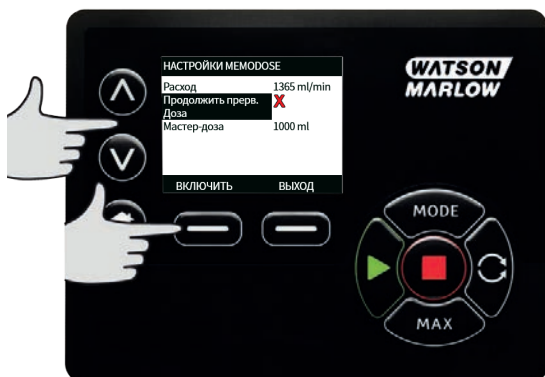 НАСТРОЙКИ MEMODOSE
Расход 1365 ml/min
Продолжить прерв. X
Доза
Мастер-доза 1000 ml
ВКЛЮЧИТЬ ВЫХОД
WATSON
MARLOW
MODE
MAX